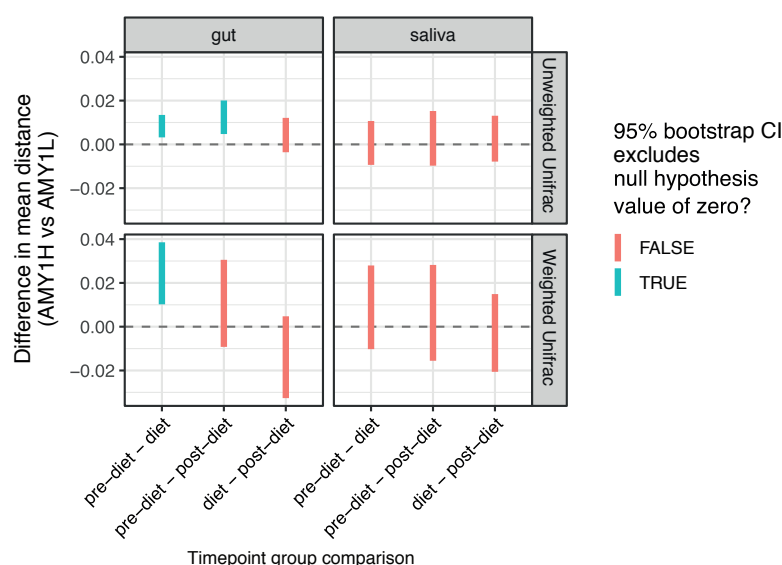 gut
saliva
Difference in mean distance
(AMY1H vs AMY1L)
0.04
0.02
0.00
−0.02
Unweighted Unifrac
0.04
0.02
0.00
−0.02
Weighted Unifrac
pre−diet − diet
pre−diet − post−diet
diet − post−diet
pre−diet − diet
pre−diet − post−diet
diet − post−diet
Timepoint group comparison
95% bootstrap CI
excludes
null hypothesis
value of zero?
FALSE
TRUE